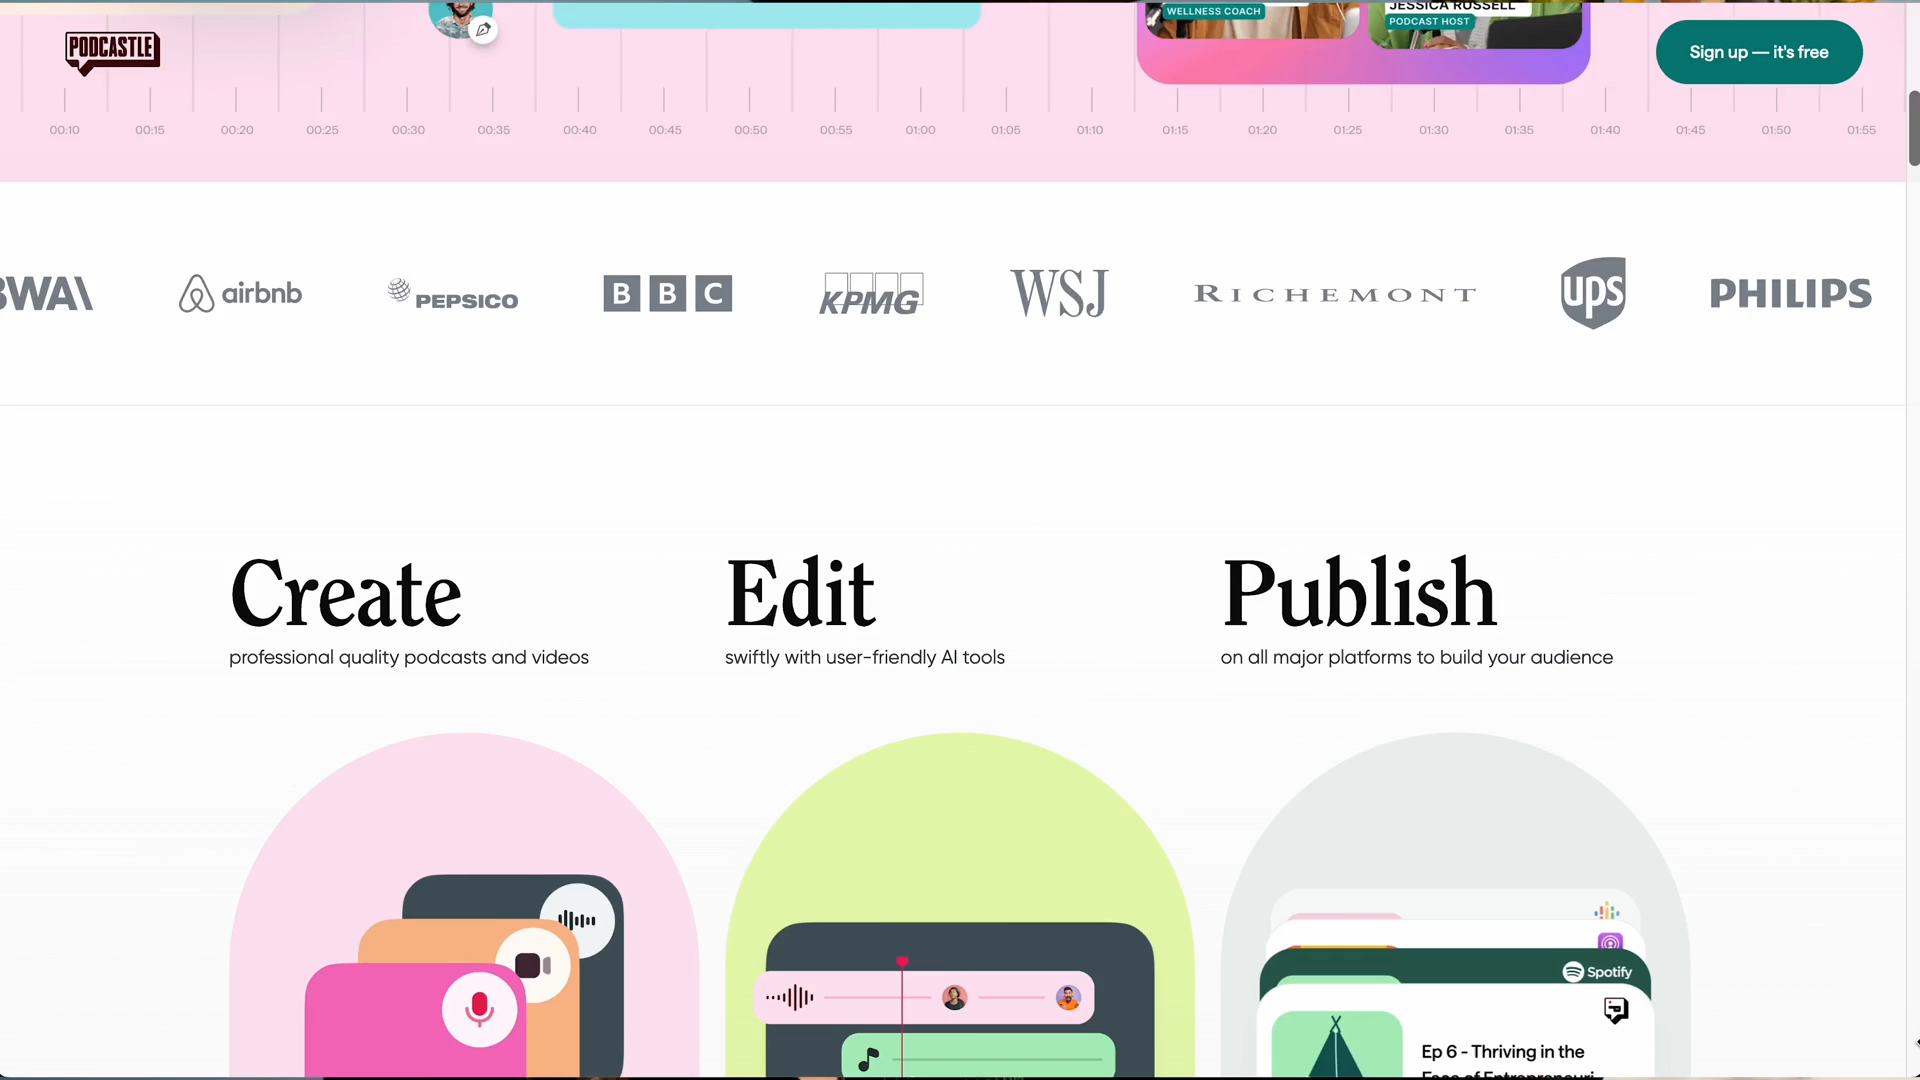 JESSICA RUSSELL
WELLNESS COACH
PODCAST HOST
PODCASTLE
Sign up — it's free
00:10 00:15 00:20 00:25 00:30 00:35 00:40 00:45 00:50 00:55 01:00 01:05 01:10 01:15 01:20 01:25 01:30 01:35 01:40 01:45 01:50 01:55
BWA\ airbnb PEPSICO BBC KPMG WSJ RICHEMONT ups PHILIPS
Create Edit Publish
professional quality podcasts and videos swiftly with user-friendly AI tools on all major platforms to build your audience
Spotify
Ep 6 - Thriving in the
Face of Entrepreneuri